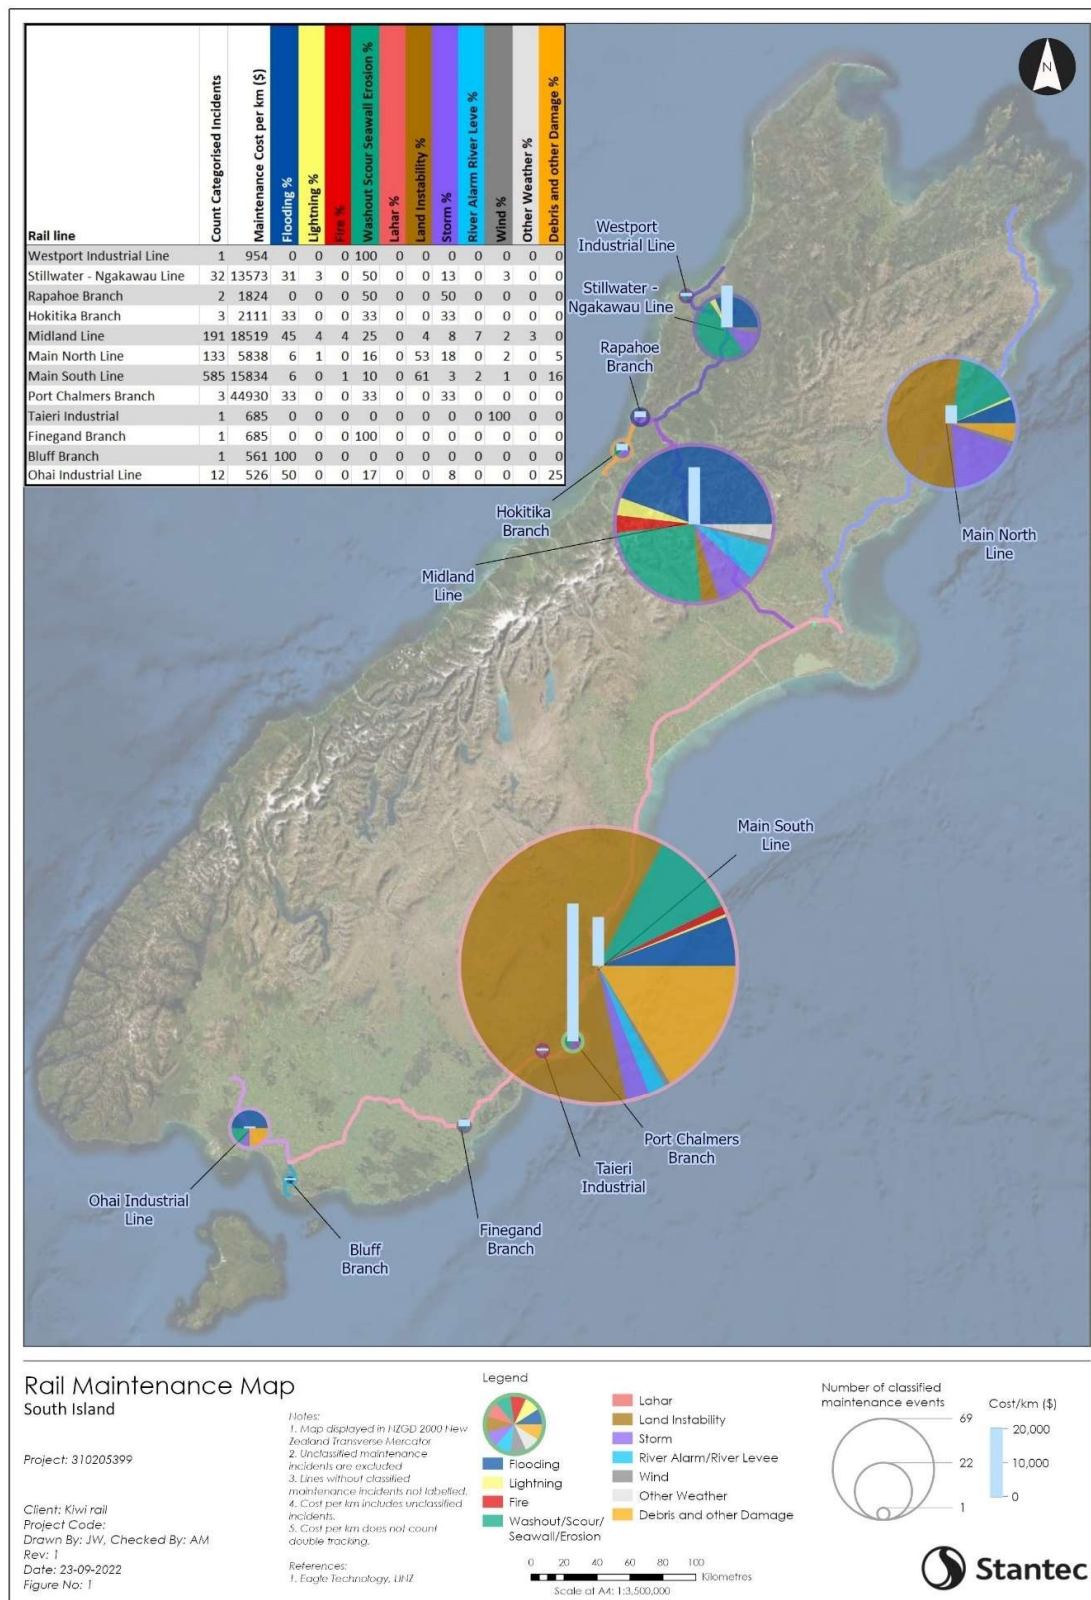 Rail line
Count Categorised Incidents
Maintenance Cost per km ($)
Flooding %
Lightning %
Fire %
Washout Scour Seawall Erosion %
Lahar %
Land Instability %
Storm %
River Alarm River Leve %
Wind %
Other Weather %
Debris and other Damage %
Westport Industrial Line 1 954 0 0 0 100 0 0 0 0 0 0 0
Stillwater - Ngakawau Line 32 13573 31 3 0 50 0 0 13 0 3 0 0
Rapahoe Branch 2 1824 0 0 0 50 0 0 50 0 0 0 0
Hokitika Branch 3 2111 33 0 0 33 0 0 33 0 0 0 0
Midland Line 191 18519 45 4 4 25 0 4 8 7 2 3 0
Main North Line 133 5838 6 1 0 16 0 53 18 0 2 0 5
Main South Line 585 15834 6 0 1 10 0 61 3 2 1 0 16
Port Chalmers Branch 3 44930 33 0 0 33 0 0 33 0 0 0 0
Taieri Industrial 1 685 0 0 0 0 0 0 0 0 100 0 0
Finegand Branch 1 685 0 0 0 100 0 0 0 0 0 0 0
Bluff Branch 1 561 100 0 0 0 0 0 0 0 0 0 0
Ohai Industrial Line 12 526 50 0 0 17 0 0 8 0 0 0 25
N
Westport
Industrial Line
Stillwater -
Ngakawau Line
Rapahoe
Branch
Hokitika
Branch
Midland
Line
Main North
Line
Main South
Line
Port Chalmers
Branch
Taieri
Industrial
Finegand
Branch
Bluff
Branch
Ohai Industrial
Line
Rail Maintenance Map
South Island
Project: 310205399
Client: Kiwi rail
Project Code:
Drawn By: JW, Checked By: AM
Rev: 1
Date: 23-09-2022
Figure No: 1
Notes:
1. Map displayed in NZGD 2000 New
Zealand Transverse Mercator
2. Unclassified maintenance
incidents are excluded
3. Lines without classified
maintenance incidents not labelled.
4. Cost per km includes unclassified
incidents.
5. Cost per km does not count
double tracking.
References:
1. Eagle Technology, LINZ
Legend
Flooding
Lightning
Fire
Washout/Scour/
Seawall/Erosion
Lahar
Land Instability
Storm
River Alarm/River Levee
Wind
Other Weather
Debris and other Damage
0 20 40 60 80 100
Kilometres
Scale at A4: 1:3,500,000
Number of classified
maintenance events
69
22
1
Cost/km ($)
20,000
10,000
0
Stantec